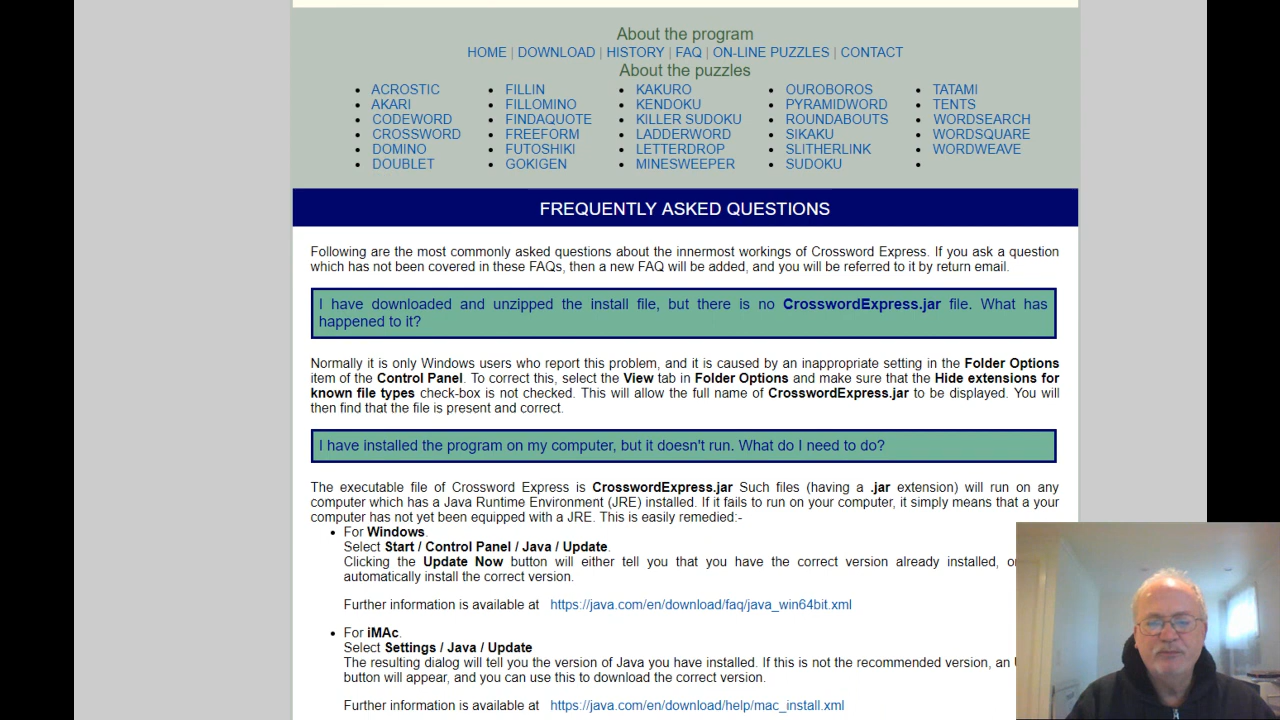 About the program
HOME | DOWNLOAD | HISTORY | FAQ | ON-LINE PUZZLES | CONTACT
About the puzzles
ACROSTIC
AKARI
CODEWORD
CROSSWORD
DOMINO
DOUBLET
FILLIN
FILLOMINO
FINDAQUOTE
FREEFORM
FUTOSHIKI
GOKIGEN
KAKURO
KENDOKU
KILLER SUDOKU
LADDERWORD
LETTERDROP
MINESWEEPER
OUROBOROS
PYRAMIDWORD
ROUNDABOUTS
SIKAKU
SLITHERLINK
SUDOKU
TATAMI
TENTS
WORDSEARCH
WORDSQUARE
WORDWEAVE
FREQUENTLY ASKED QUESTIONS
Following are the most commonly asked questions about the innermost workings of Crossword Express. If you ask a question
which has not been covered in these FAQs, then a new FAQ will be added, and you will be referred to it by return email.
I have downloaded and unzipped the install file, but there is no CrosswordExpress.jar file. What has
happened to it?
Normally it is only Windows users who report this problem, and it is caused by an inappropriate setting in the Folder Options
item of the Control Panel. To correct this, select the View tab in Folder Options and make sure that the Hide extensions for
known file types check-box is not checked. This will allow the full name of CrosswordExpress.jar to be displayed. You will
then find that the file is present and correct.
I have installed the program on my computer, but it doesn't run. What do I need to do?
The executable file of Crossword Express is CrosswordExpress.jar Such files (having a .jar extension) will run on any
computer which has a Java Runtime Environment (JRE) installed. If it fails to run on your computer, it simply means that a your
computer has not yet been equipped with a JRE. This is easily remedied:-
For Windows.
Select Start / Control Panel / Java / Update.
Clicking the Update Now button will either tell you that you have the correct version already installed,
automatically install the correct version.
Further information is available at https://java.com/en/download/faq/java_win64bit.xml
For iMAc.
Select Settings / Java / Update
The resulting dialog will tell you the version of Java you have installed. If this is not the recommended version, an
button will appear, and you can use this to download the correct version.
Further information is available at https://java.com/en/download/help/mac_install.xml